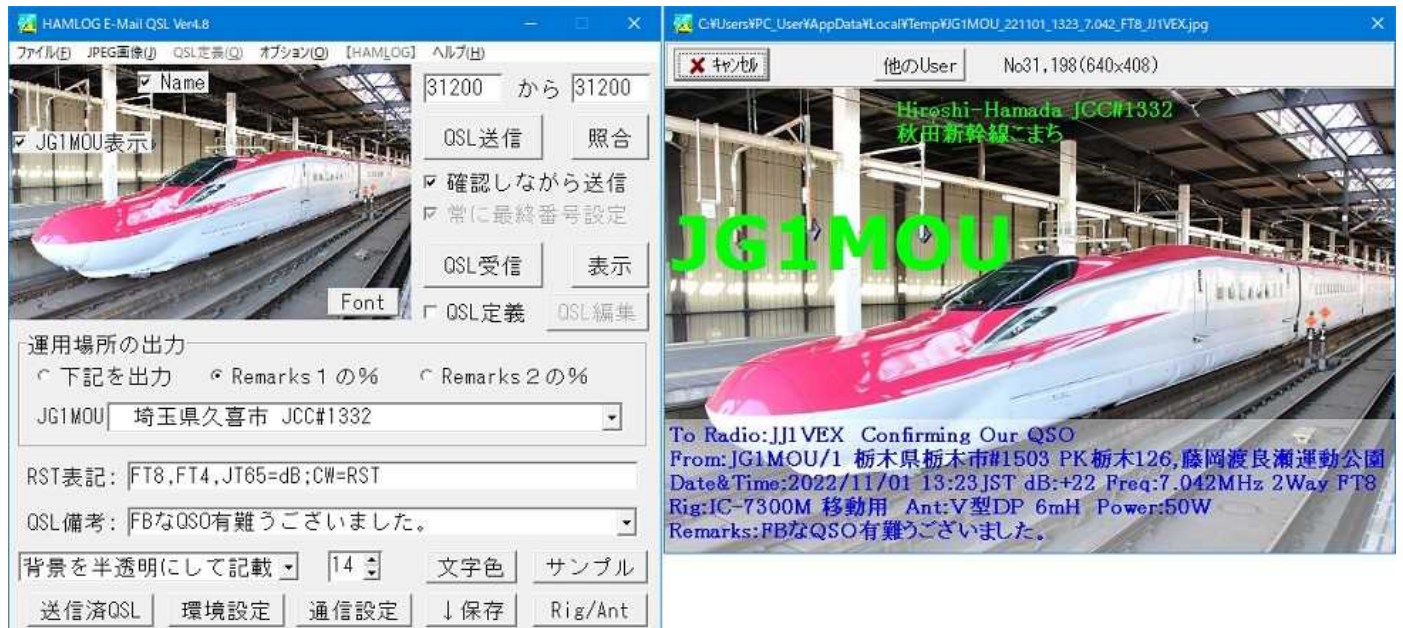 HAMLOG E-Mail QSL Ver4.8
ファイル(F) JPEG画像(J) QSL定義(Q) オプション(O) [HAMLOG] ヘルプ(H)
Name
JG1MOU表示
Font
31200 から 31200
QSL送信 照合
確認しながら送信
常に最終番号設定
QSL受信 表示
QSL定義 QSL編集
運用場所の出力
下記を出力 Remarks1の% Remarks2の%
JG1MOU 埼玉県久喜市 JCC#1332
RST表記: FT8,FT4,JT65=dB;CW=RST
QSL備考: FBなQSO有難うございました。
背景を半透明にして記載 14 文字色 サンプル
送信済QSL 環境設定 通信設定 ↓保存 Rig/Ant
C:¥Users¥PC_User¥AppData¥Local¥Temp¥JG1MOU_221101_1323_7.042_FT8_JJ1VEX.jpg
キャンセル 他のUser No31,198(640×408)
Hiroshi-Hamada JCC#1332
秋田新幹線こまち
JG1MOU
To Radio:JJ1VEX Confirming Our QSO
From:JG1MOU/1 栃木県栃木市#1503 PK栃木126,藤岡渡良瀬運動公園
Date&Time:2022/11/01 13:23JST dB:+22 Freq:7.042MHz 2Way FT8
Rig:IC-7300M 移動用 Ant:V型DP 6mH Power:50W
Remarks:FBなQSO有難うございました。